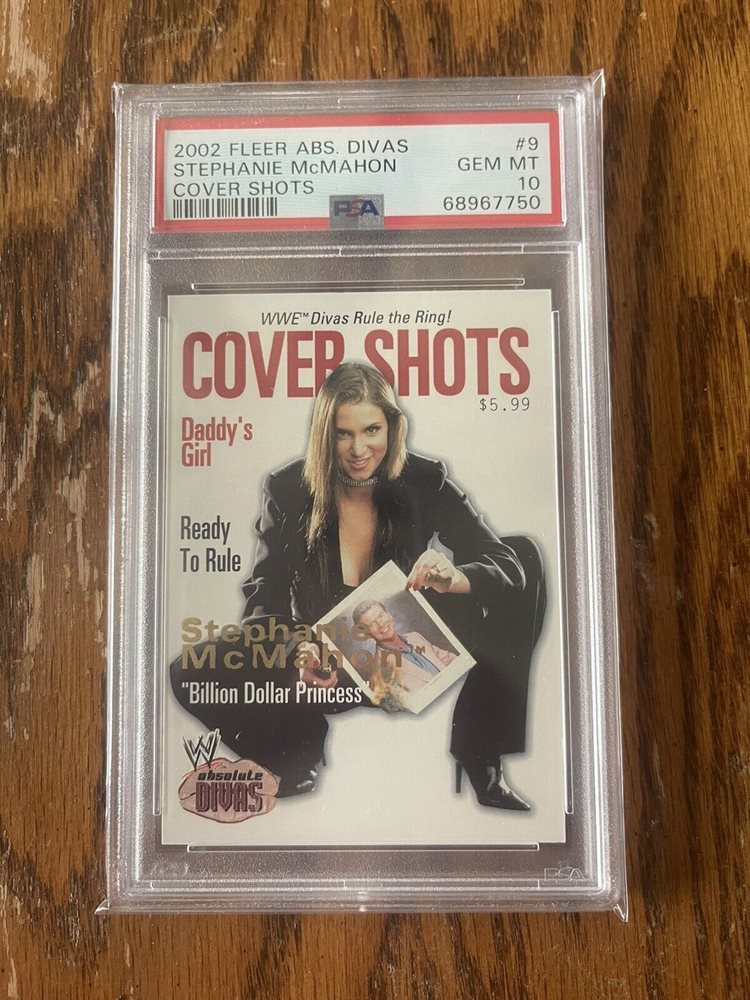 2002 FLEER ABS. DIVAS #9
STEPHANIE McMAHON GEM MT
COVER SHOTS 10
PSA 68967750
WWE™ Divas Rule the Ring!
COVER SHOTS
$5.99
Daddy's
Girl
Ready
To Rule
Stephanie
McMahon™
"Billion Dollar Princess"
W
absolute
DIVAS
PSA